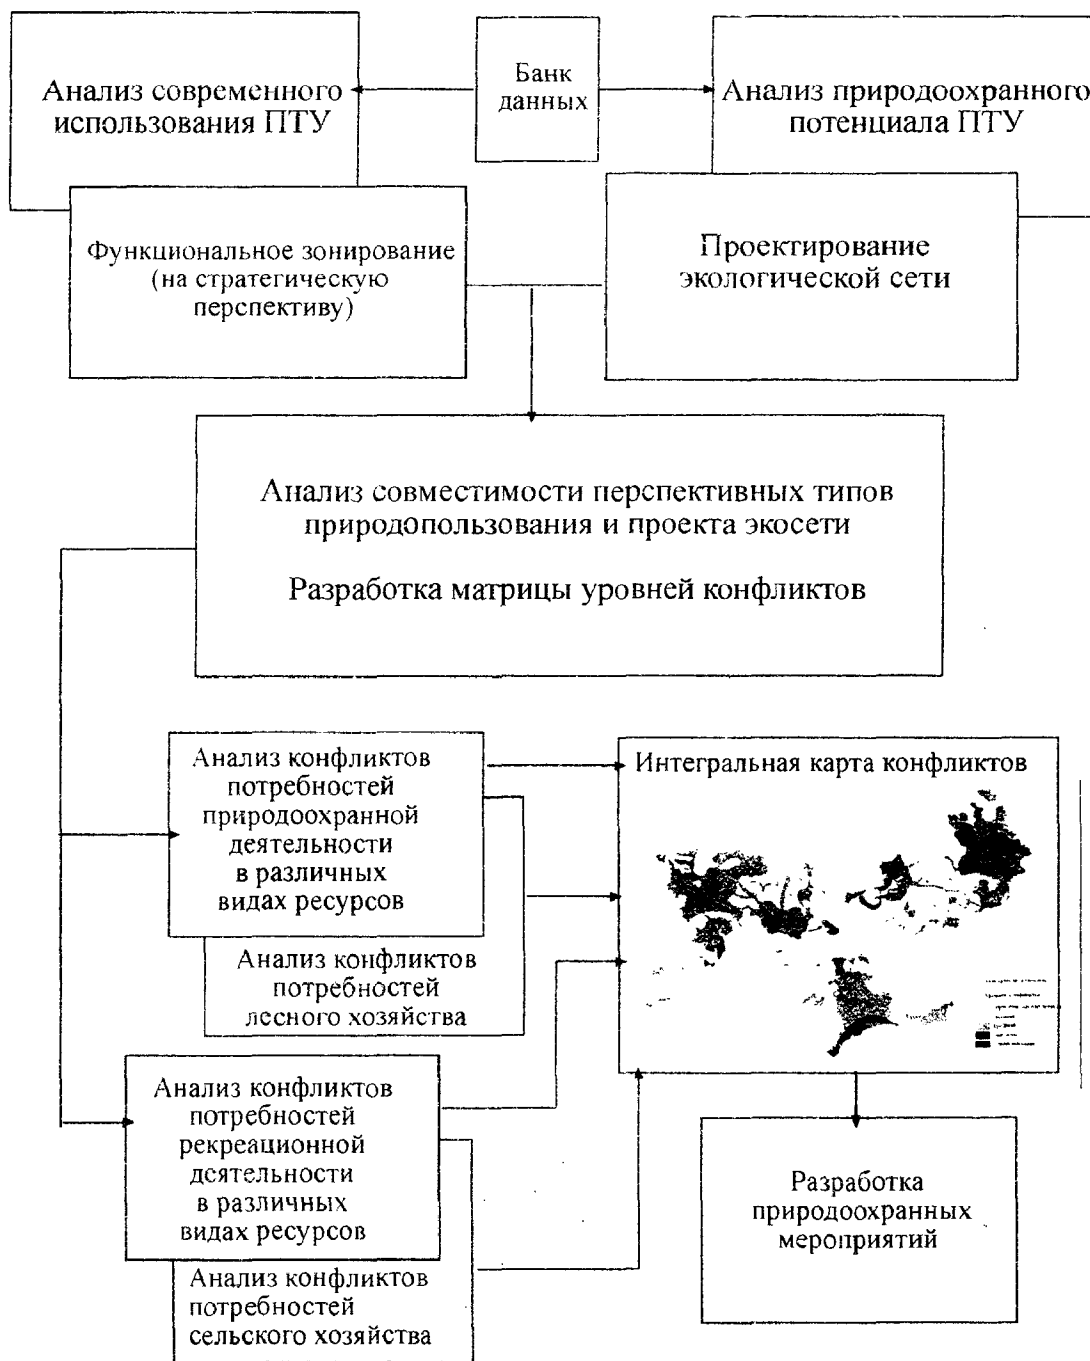 Анализ современного
использования ПТУ
Банк
данных
Анализ природоохранного
потенциала ПТУ
Функциональное зонирование
(на стратегическую
перспективу)
Проектирование
экологической сети
Анализ совместимости перспективных типов
природопользования и проекта экосети
Разработка матрицы уровней конфликтов
Анализ конфликтов
потребностей
природоохранной
деятельности
в различных
видах ресурсов
Интегральная карта конфликтов
Анализ конфликтов
потребностей
лесного хозяйства
Анализ конфликтов
потребностей
рекреационной
деятельности
в различных
видах ресурсов
Разработка
природоохранных
мероприятий
Анализ конфликтов
потребностей
сельского хозяйства